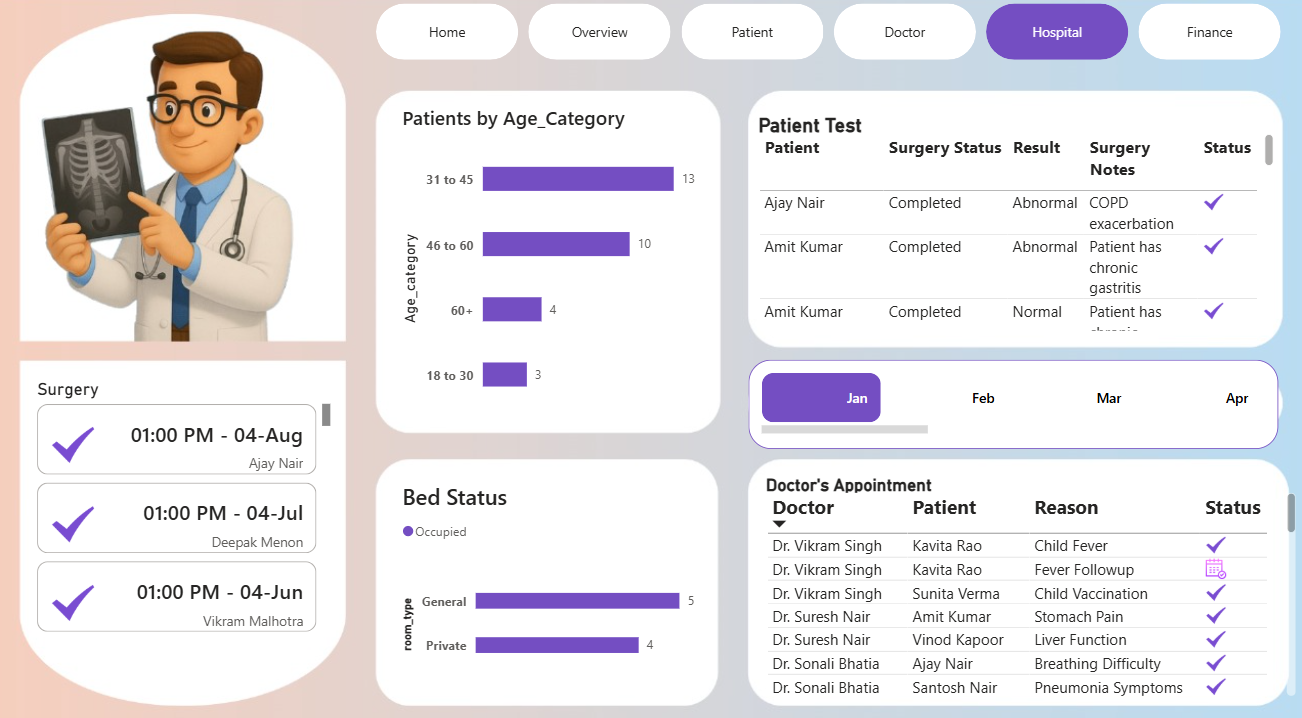 Home Overview Patient Doctor Hospital Finance
Surgery
01:00 PM - 04-Aug
Ajay Nair
01:00 PM - 04-Jul
Deepak Menon
01:00 PM - 04-Jun
Vikram Malhotra
Patients by Age_Category
Age_category
31 to 45 13
46 to 60 10
60+ 4
18 to 30 3
Bed Status
Occupied
room_type
General 5
Private 4
Patient Test
Patient Surgery Status Result Surgery Status
Notes
Ajay Nair Completed Abnormal COPD
exacerbation
Amit Kumar Completed Abnormal Patient has
chronic
gastritis
Amit Kumar Completed Normal Patient has
Jan Feb Mar Apr
Doctor's Appointment
Doctor Patient Reason Status
Dr. Vikram Singh Kavita Rao Child Fever
Dr. Vikram Singh Kavita Rao Fever Followup
Dr. Vikram Singh Sunita Verma Child Vaccination
Dr. Suresh Nair Amit Kumar Stomach Pain
Dr. Suresh Nair Vinod Kapoor Liver Function
Dr. Sonali Bhatia Ajay Nair Breathing Difficulty
Dr. Sonali Bhatia Santosh Nair Pneumonia Symptoms